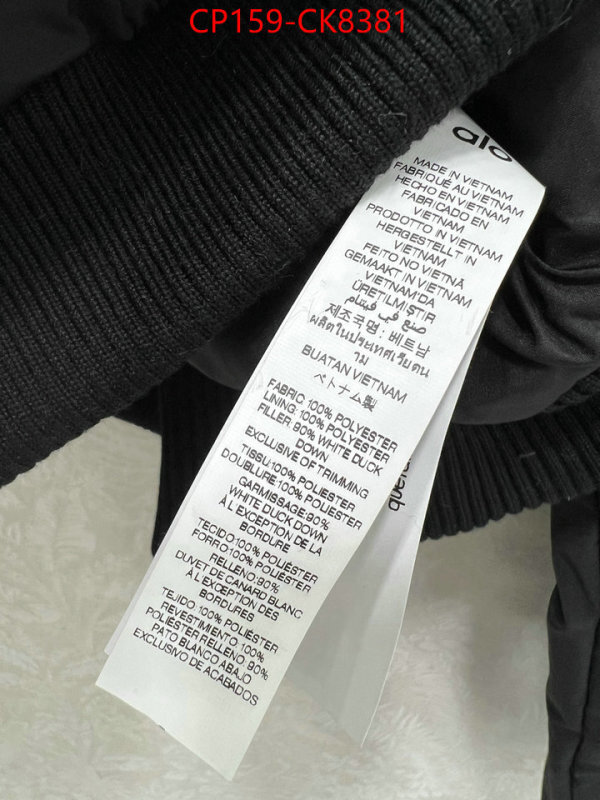 CP159-CK8381
alo
MADE IN VIETNAM
FABRIQUÉ AU VIETNAM
HECHO EN VIETNAM
FABRICADO EN
VIETNAM
PRODOTTO IN VIETNAM
HERGESTELLT IN
VIETNAM
FEITO NO VIETNÃ
GEMAAKT IN VIETNAM
VIETNAM'DA
ÜRETILMIŞTIR
صنع في فيتنام
제조국명 : 베트남
ผลิตในประเทศเวียดน
าม
BUATAN VIETNAM
ベトナム製
FABRIC: 100% POLYESTER
LINING: 100% POLYESTER
FILLER: 90% WHITE DUCK
DOWN
EXCLUSIVE OF TRIMMING
TISSU:100% POLIESTER
DOUBLURE:100% POLIESTER
GARMISSAGE:90%
WHITE DUCK DOWN
À L'EXCEPTION DE LA
BORDURE
TECIDO:100% POLIÉSTER
FORRO:100% POLIÉSTER
RELLENO: 90%
DUVET DE CANARD BLANC
À L'EXCEPTION DES
BORDURES
TEJIDO: 100% POLIÉSTER
REVESTIMIENTO: 100%
POLIÉSTER RELLENO: 90%
PATO BLANCO ABAJO
EXCLUSIVO DE ACABADOS